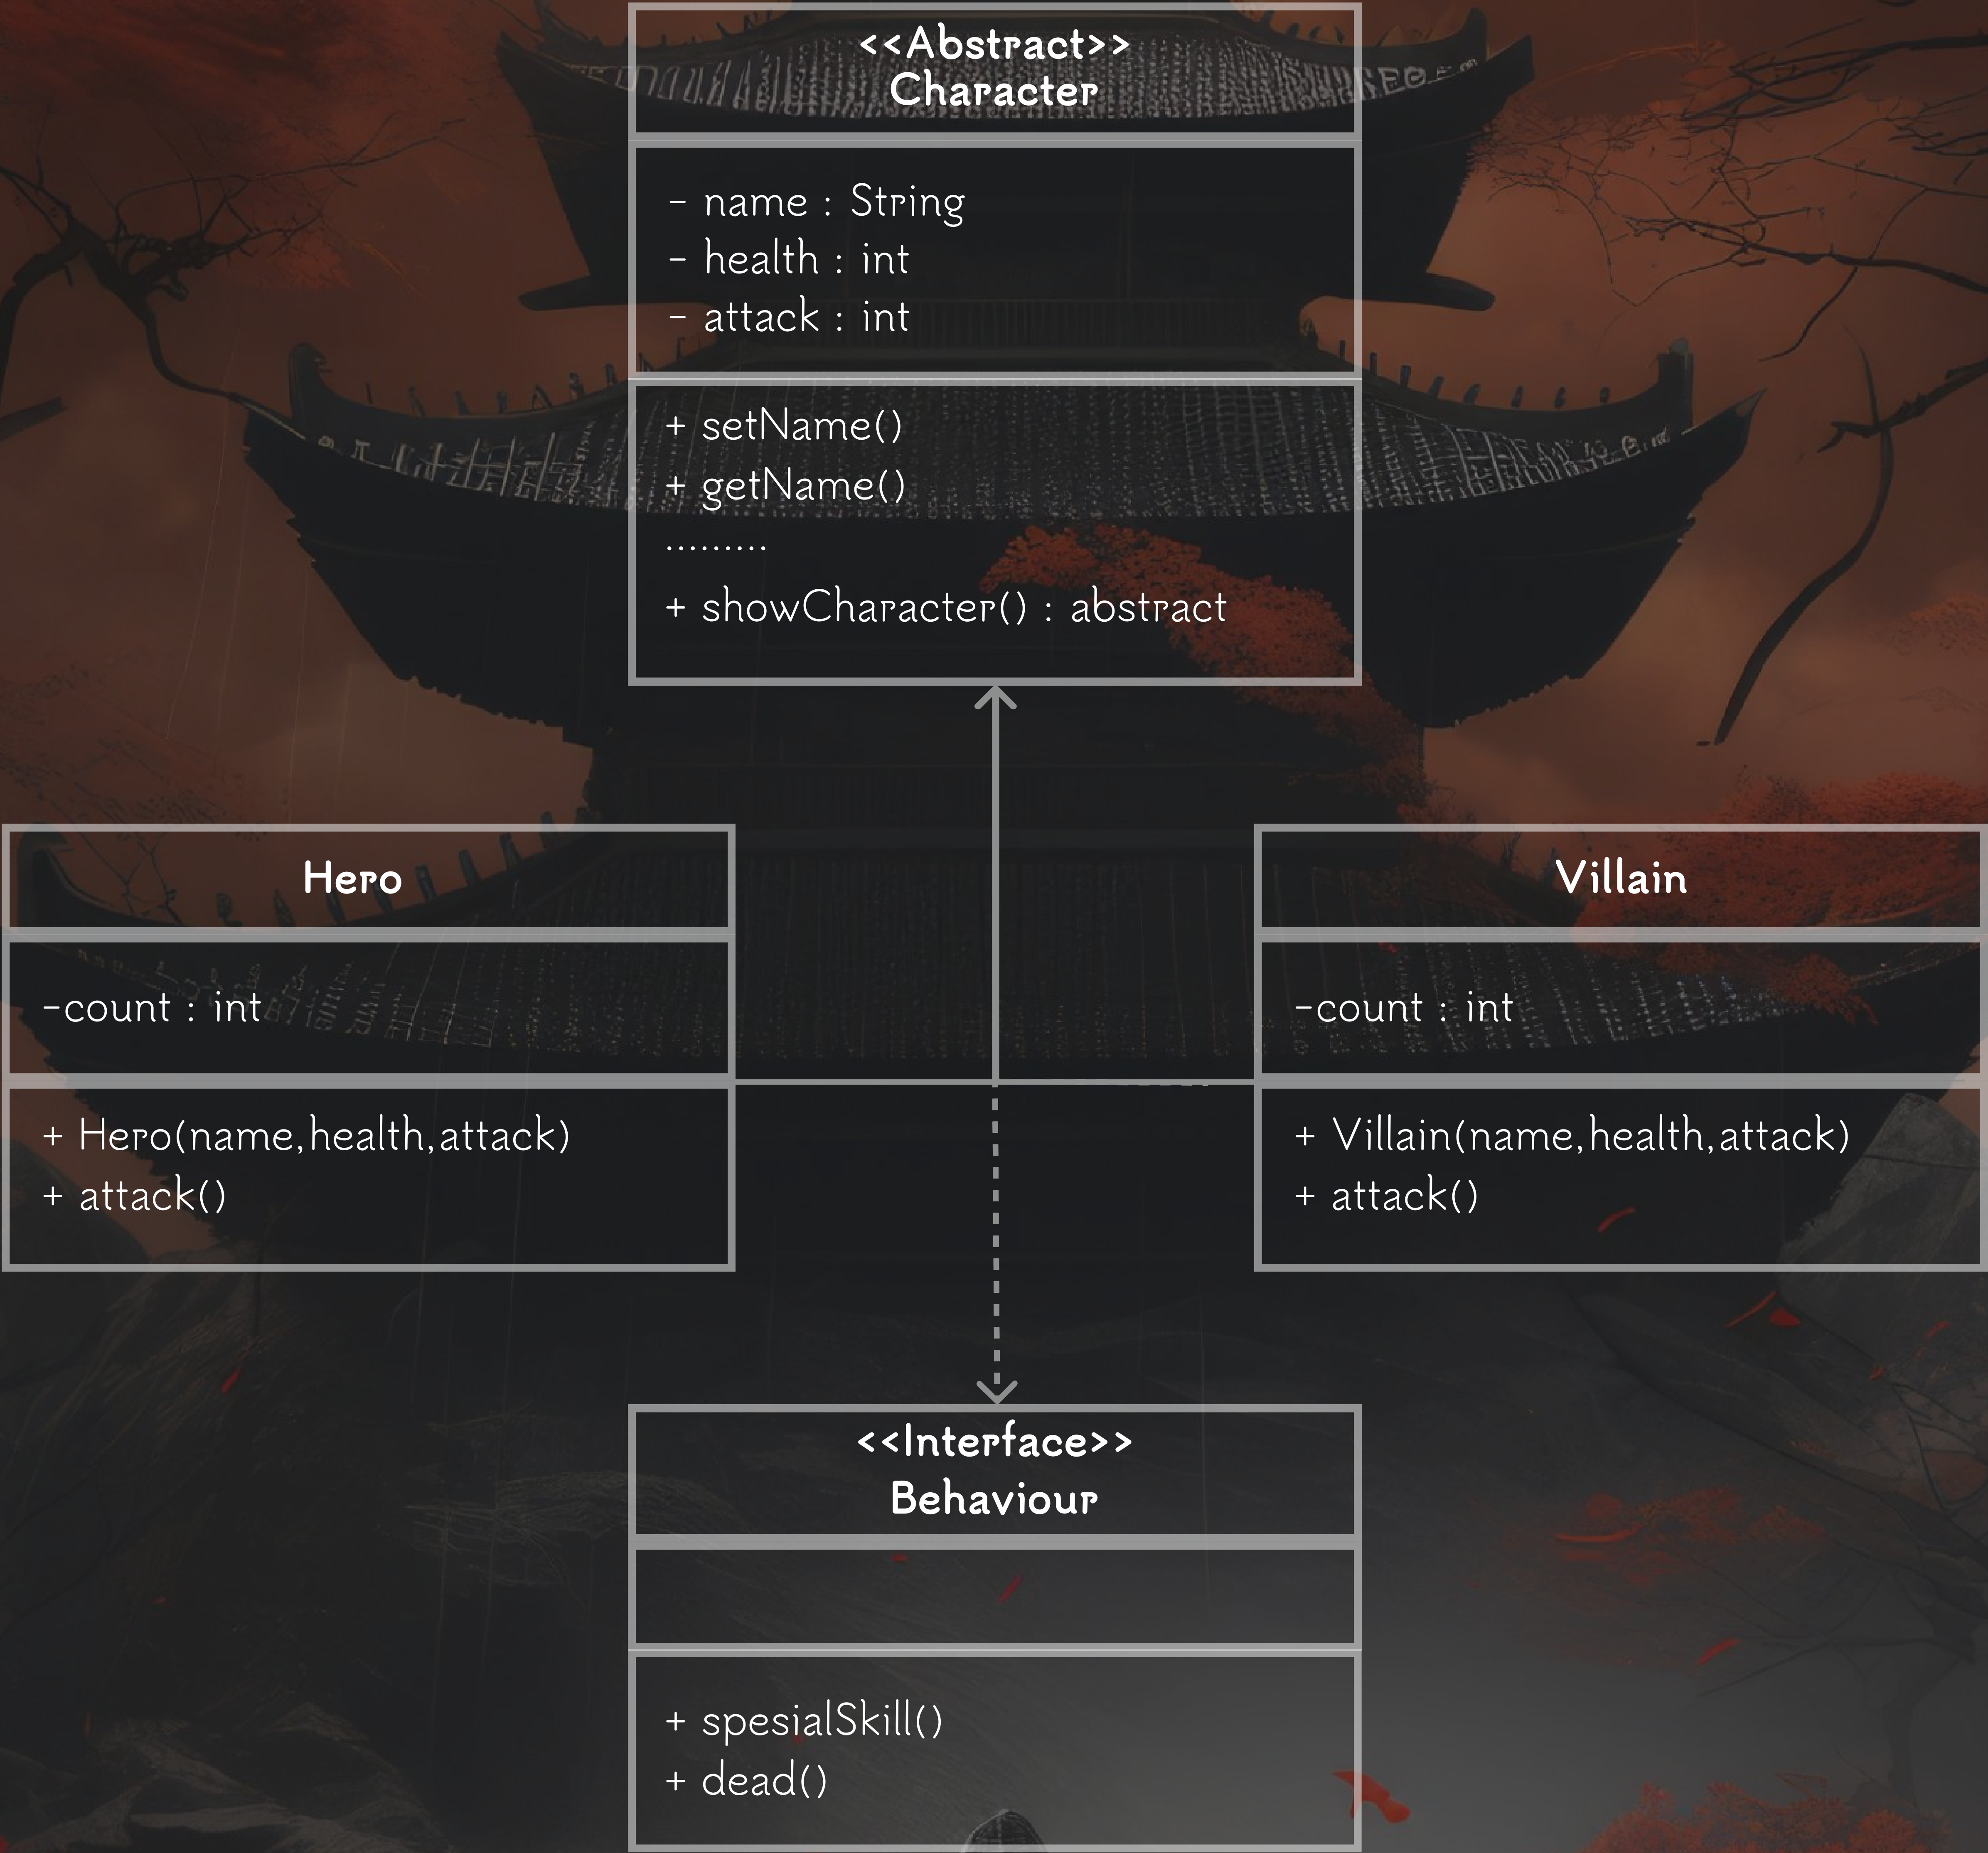 <<Abstract>>
Character
- name : String
- health : int
- attack : int
+ setName()
+ getName()
.........
+ showCharacter() : abstract
Hero
-count : int
+ Hero(name,health,attack)
+ attack()
Villain
-count : int
+ Villain(name,health,attack)
+ attack()
<<Interface>>
Behaviour
+ spesialSkill()
+ dead()